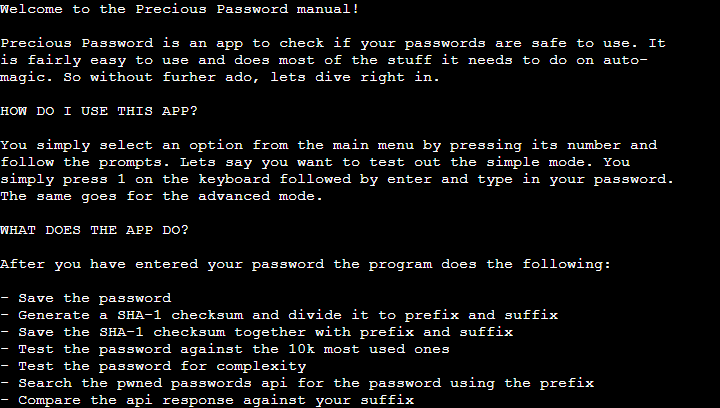 Welcome to the Precious Password manual!
Precious Password is an app to check if your passwords are safe to use. It
is fairly easy to use and does most of the stuff it needs to do on auto-
magic. So without furher ado, lets dive right in.
HOW DO I USE THIS APP?
You simply select an option from the main menu by pressing its number and
follow the prompts. Lets say you want to test out the simple mode. You
simply press 1 on the keyboard followed by enter and type in your password.
The same goes for the advanced mode.
WHAT DOES THE APP DO?
After you have entered your password the program does the following:
- Save the password
- Generate a SHA-1 checksum and divide it to prefix and suffix
- Save the SHA-1 checksum together with prefix and suffix
- Test the password against the 10k most used ones
- Test the password for complexity
- Search the pwned passwords api for the password using the prefix
- Compare the api response against your suffix